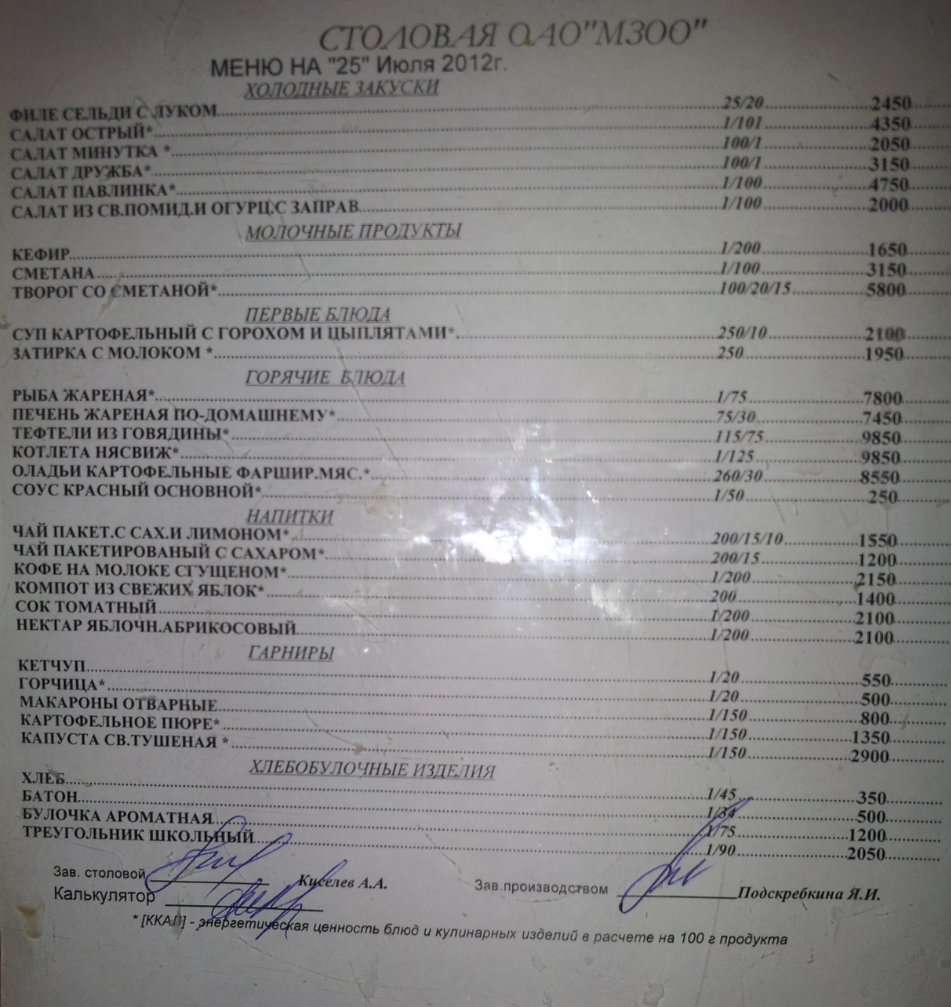 СТОЛОВАЯ ОАО"МЗОО"
МЕНЮ НА "25" Июля 2012г.
ХОЛОДНЫЕ ЗАКУСКИ
ФИЛЕ СЕЛЬДИ С ЛУКОМ 25/20 2450
САЛАТ ОСТРЫЙ* 1/101 4350
САЛАТ МИНУТКА * 100/1 2050
САЛАТ ДРУЖБА* 100/1 3150
САЛАТ ПАВЛИНКА* 1/100 4750
САЛАТ ИЗ СВ.ПОМИД.И ОГУРЦ.С ЗАПРАВ 1/100 2000
МОЛОЧНЫЕ ПРОДУКТЫ
КЕФИР 1/200 1650
СМЕТАНА 1/100 3150
ТВОРОГ СО СМЕТАНОЙ* 100/20/15 5800
ПЕРВЫЕ БЛЮДА
СУП КАРТОФЕЛЬНЫЙ С ГОРОХОМ И ЦЫПЛЯТАМИ* 250/10 2100
ЗАТИРКА С МОЛОКОМ * 250 1950
ГОРЯЧИЕ БЛЮДА
РЫБА ЖАРЕНАЯ* 1/75 7800
ПЕЧЕНЬ ЖАРЕНАЯ ПО-ДОМАШНЕМУ* 75/30 7450
ТЕФТЕЛИ ИЗ ГОВЯДИНЫ* 115/75 9850
КОТЛЕТА НЯСВИЖ* 1/125 9850
ОЛАДЬИ КАРТОФЕЛЬНЫЕ ФАРШИР.МЯС.* 260/30 8550
СОУС КРАСНЫЙ ОСНОВНОЙ* 1/50 250
НАПИТКИ
ЧАЙ ПАКЕТ.С САХ.И ЛИМОНОМ* 200/15/10 1550
ЧАЙ ПАКЕТИРОВАНЫЙ С САХАРОМ* 200/15 1200
КОФЕ НА МОЛОКЕ СГУЩЕНОМ* 1/200 2150
КОМПОТ ИЗ СВЕЖИХ ЯБЛОК* 200 1400
СОК ТОМАТНЫЙ 1/200 2100
НЕКТАР ЯБЛОЧН.АБРИКОСОВЫЙ 1/200 2100
ГАРНИРЫ
КЕТЧУП 1/20 550
ГОРЧИЦА* 1/20 500
МАКАРОНЫ ОТВАРНЫЕ 1/150 800
КАРТОФЕЛЬНОЕ ПЮРЕ* 1/150 1350
КАПУСТА СВ.ТУШЕНАЯ * 1/150 2900
ХЛЕБОБУЛОЧНЫЕ ИЗДЕЛИЯ
ХЛЕБ 1/45 350
БАТОН 1/34 500
БУЛОЧКА АРОМАТНАЯ 1/75 1200
ТРЕУГОЛЬНИК ШКОЛЬНЫЙ 1/90 2050
Зав. столовой Киселев А.А. Зав.производством Подскребкина Я.И.
Калькулятор
* [ККАЛ] - энергетическая ценность блюд и кулинарных изделий в расчете на 100 г продукта